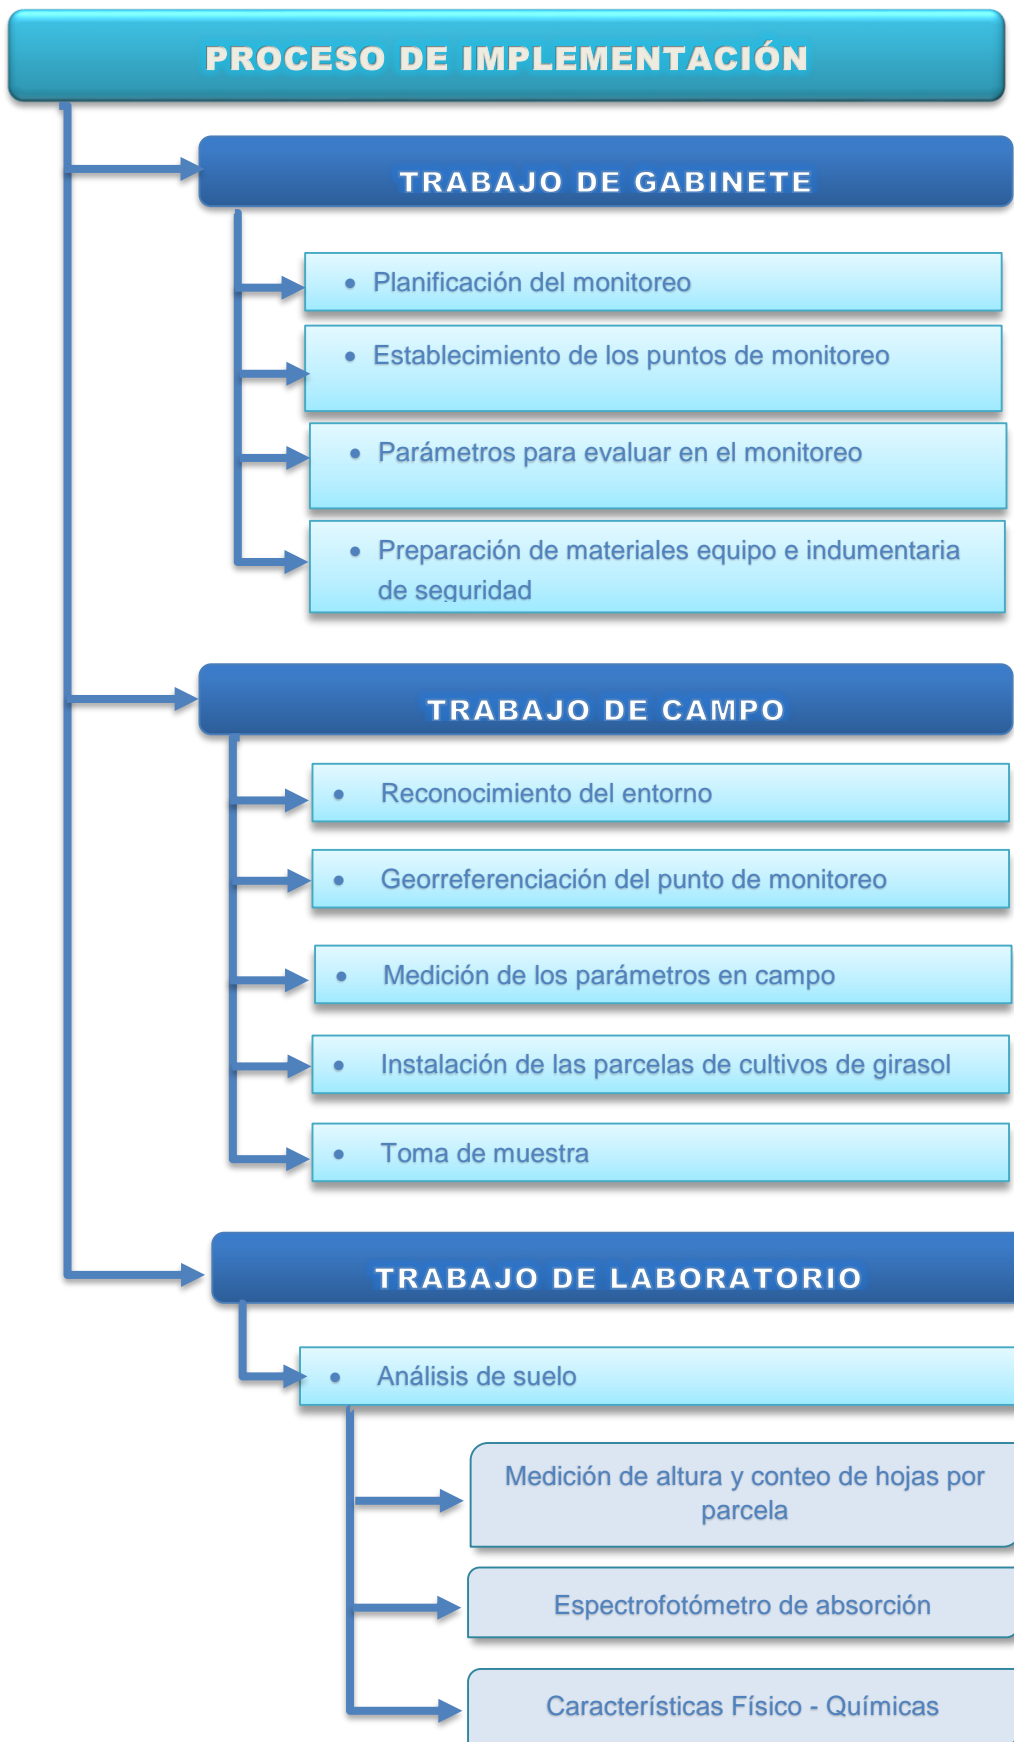 PROCESO DE IMPLEMENTACIÓN
TRABAJO DE GABINETE
• Planificación del monitoreo
• Establecimiento de los puntos de monitoreo
• Parámetros para evaluar en el monitoreo
• Preparación de materiales equipo e indumentaria
de seguridad
TRABAJO DE CAMPO
• Reconocimiento del entorno
• Georreferenciación del punto de monitoreo
• Medición de los parámetros en campo
• Instalación de las parcelas de cultivos de girasol
• Toma de muestra
TRABAJO DE LABORATORIO
• Análisis de suelo
Medición de altura y conteo de hojas por
parcela
Espectrofotómetro de absorción
Características Físico - Químicas